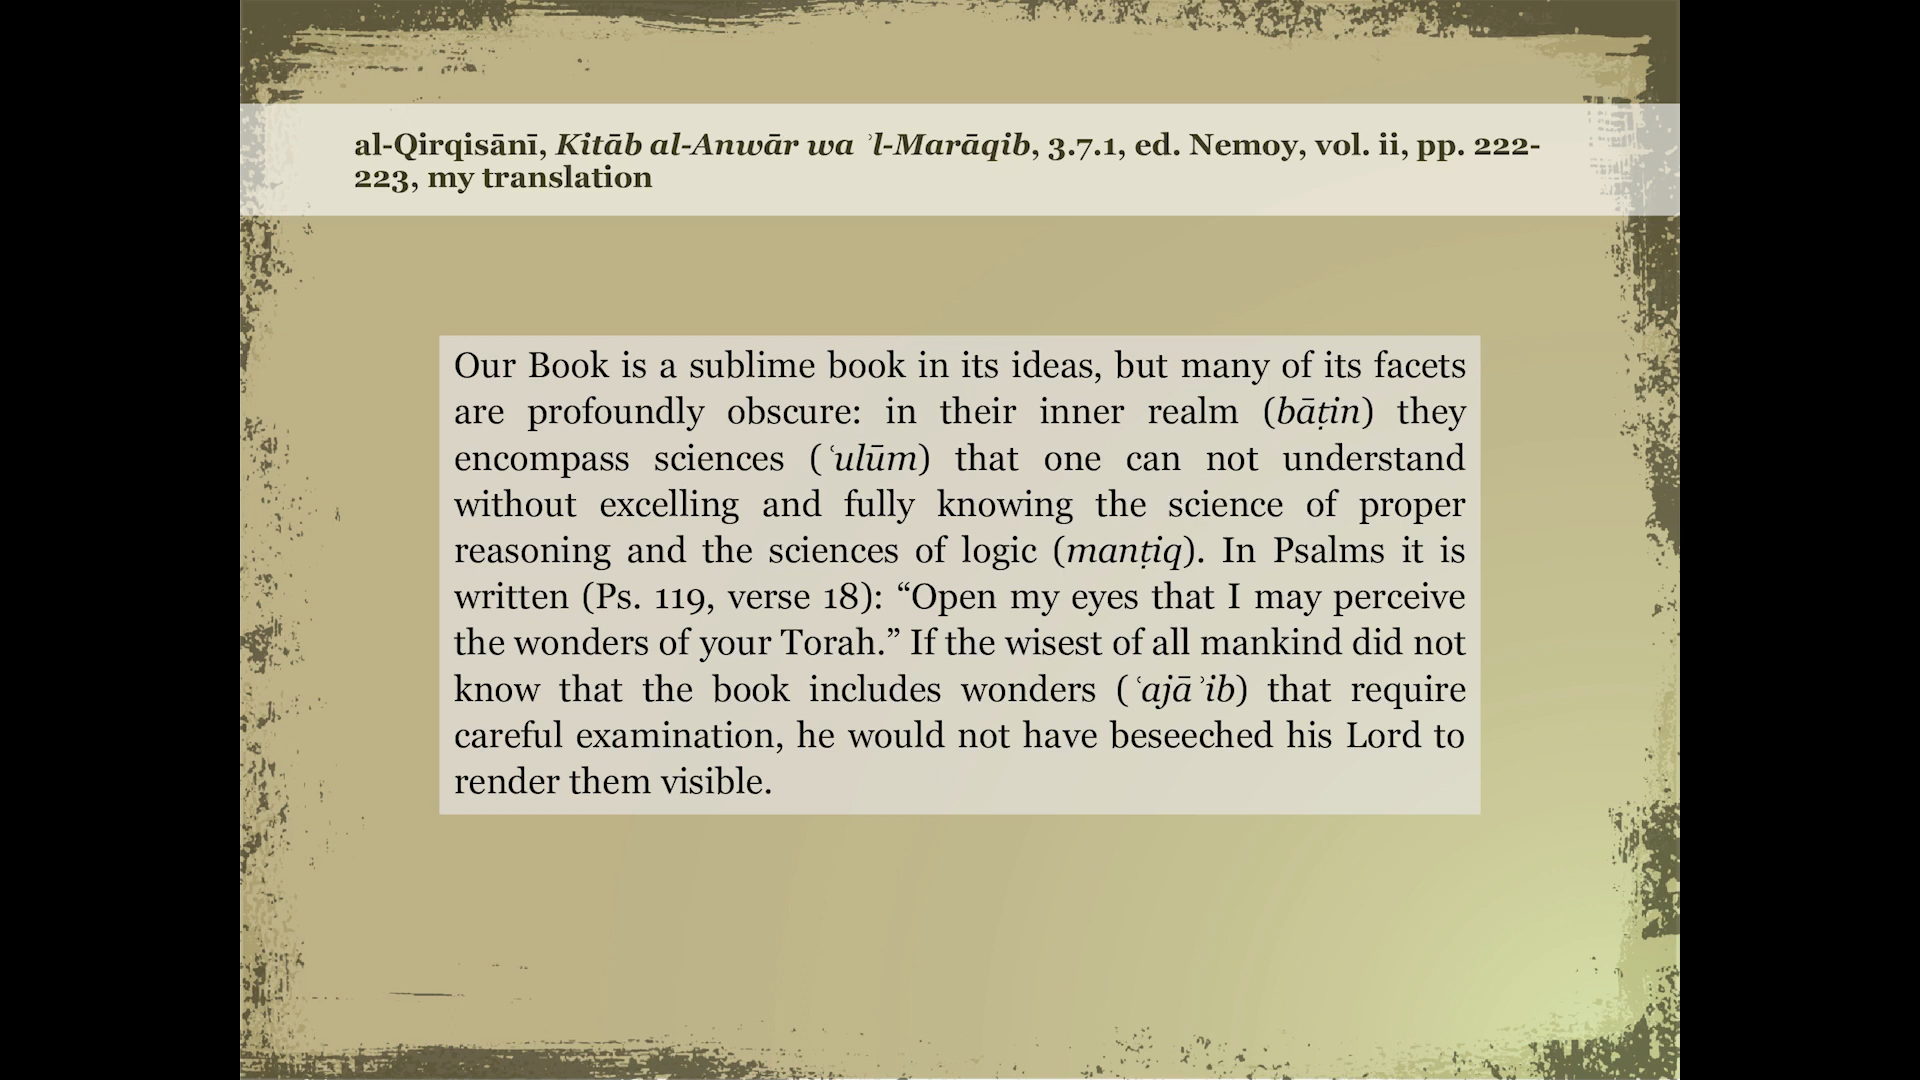 al-Qirqisānī, Kitāb al-Anwār wa ʾl-Marāqib, 3.7.1, ed. Nemoy, vol. ii, pp. 222-
223, my translation
Our Book is a sublime book in its ideas, but many of its facets
are profoundly obscure: in their inner realm (bāṭin) they
encompass sciences (ʿulūm) that one can not understand
without excelling and fully knowing the science of proper
reasoning and the sciences of logic (manṭiq). In Psalms it is
written (Ps. 119, verse 18): “Open my eyes that I may perceive
the wonders of your Torah.” If the wisest of all mankind did not
know that the book includes wonders (ʿajāʾib) that require
careful examination, he would not have beseeched his Lord to
render them visible.